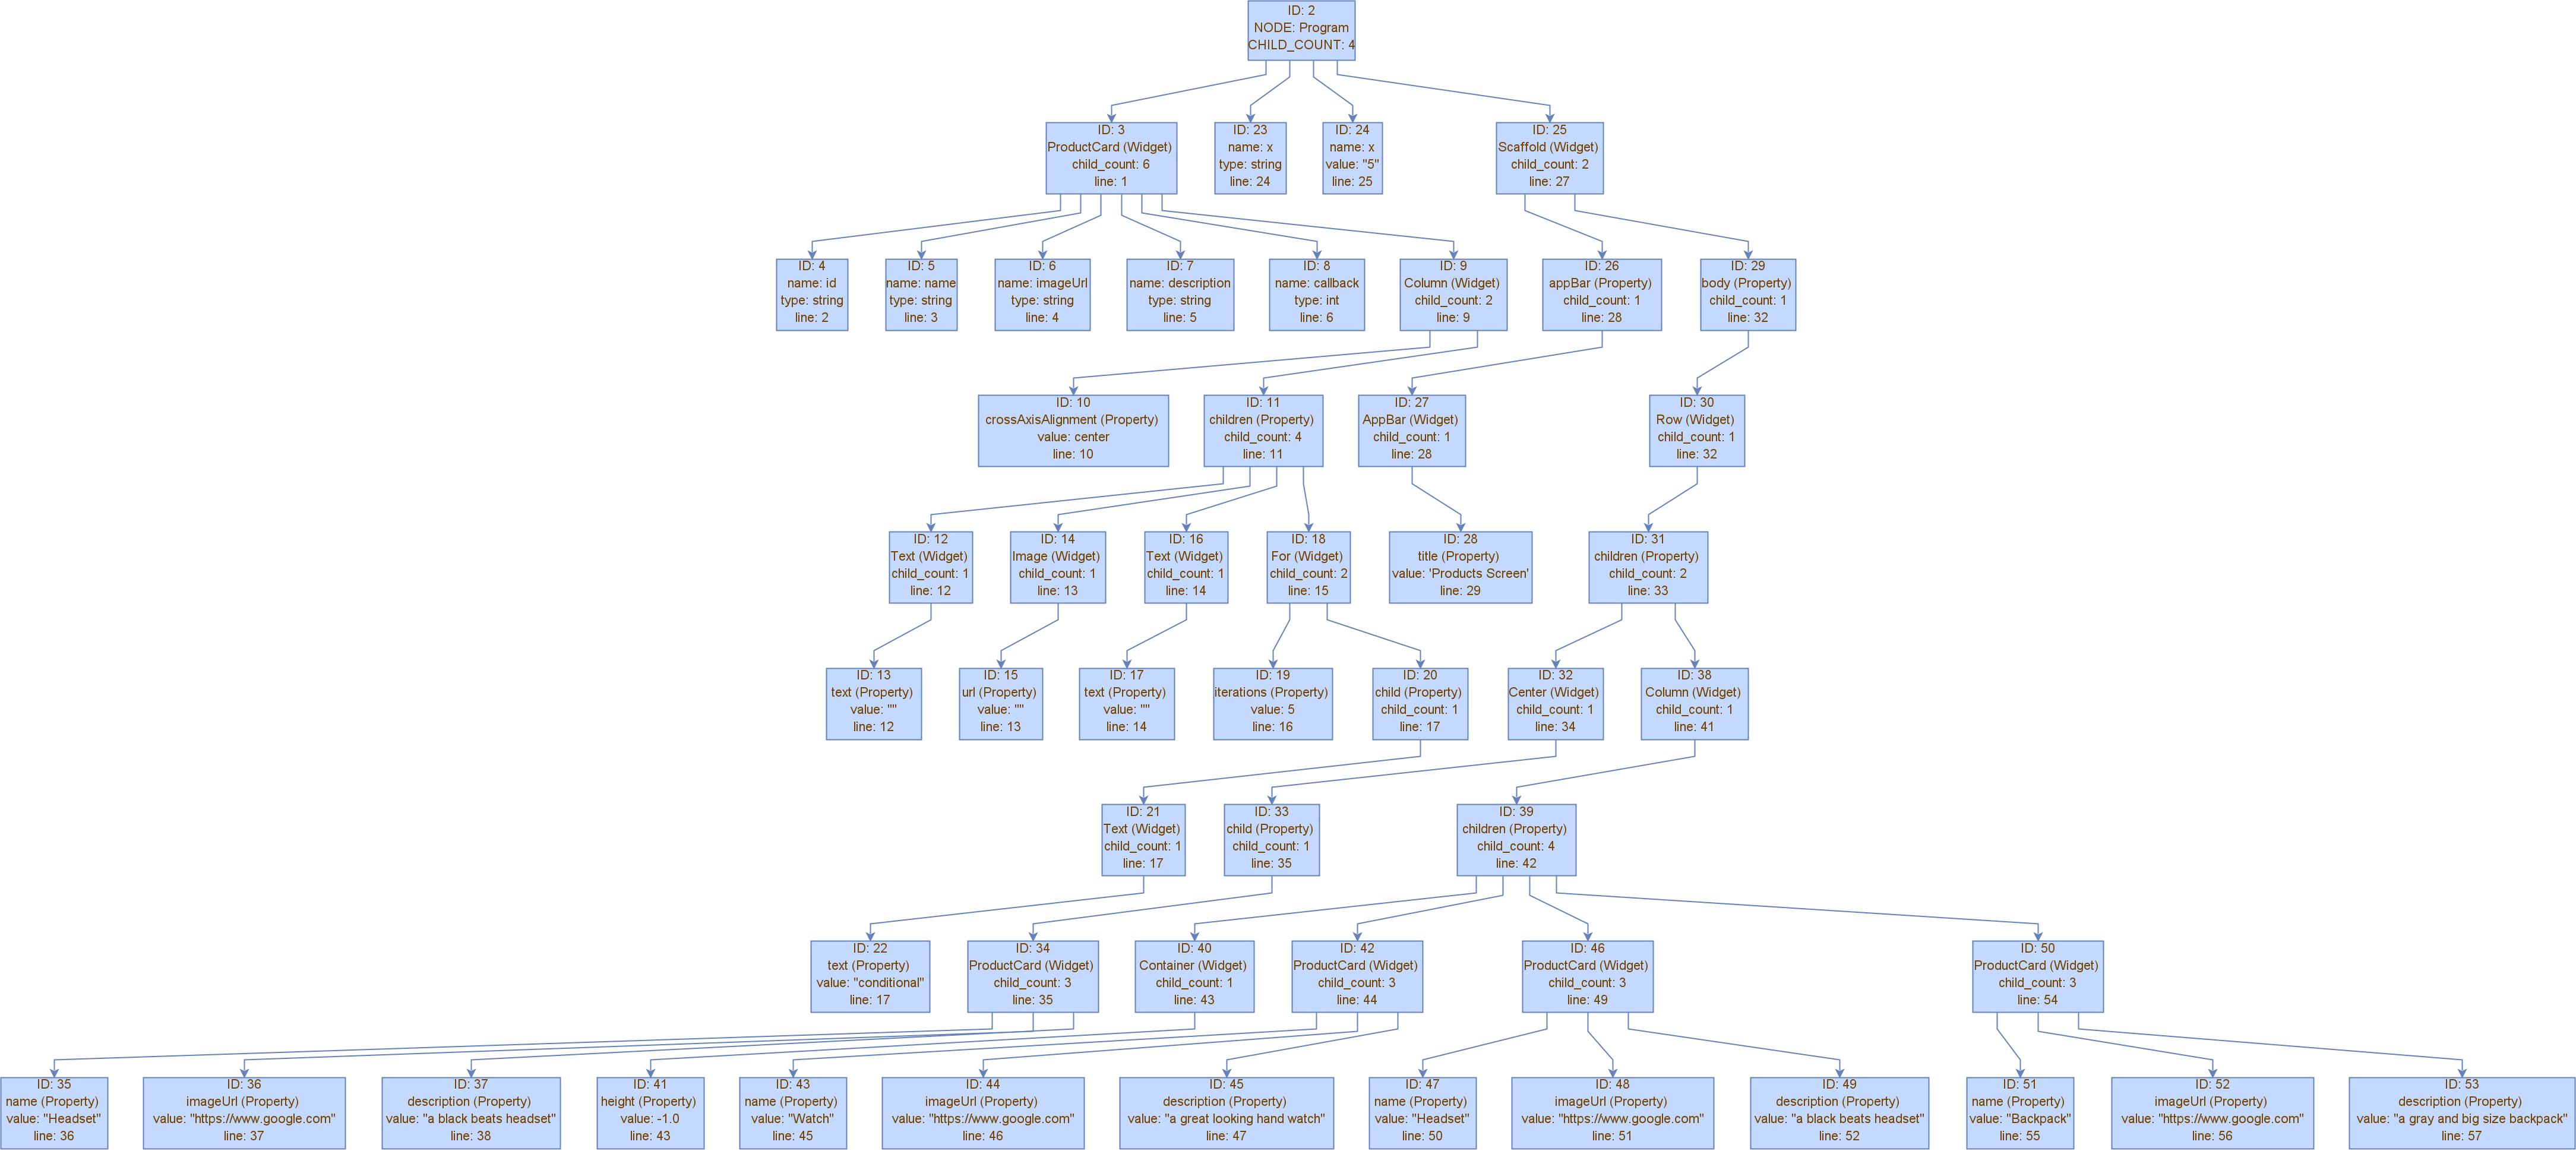 ID: 2
NODE: Program
CHILD_COUNT: 4
ID: 3
ProductCard (Widget)
child_count: 6
line: 1
ID: 23
name: x
type: string
line: 24
ID: 24
name: x
value: "5"
line: 25
ID: 25
Scaffold (Widget)
child_count: 2
line: 27
ID: 4
name: id
type: string
line: 2
ID: 5
name: name
type: string
line: 3
ID: 6
name: imageUrl
type: string
line: 4
ID: 7
name: description
type: string
line: 5
ID: 8
name: callback
type: int
line: 6
ID: 9
Column (Widget)
child_count: 2
line: 9
ID: 26
appBar (Property)
child_count: 1
line: 28
ID: 29
body (Property)
child_count: 1
line: 32
ID: 10
crossAxisAlignment (Property)
value: center
line: 10
ID: 11
children (Property)
child_count: 4
line: 11
ID: 27
AppBar (Widget)
child_count: 1
line: 28
ID: 30
Row (Widget)
child_count: 1
line: 32
ID: 12
Text (Widget)
child_count: 1
line: 12
ID: 14
Image (Widget)
child_count: 1
line: 13
ID: 16
Text (Widget)
child_count: 1
line: 14
ID: 18
For (Widget)
child_count: 2
line: 15
ID: 28
title (Property)
value: 'Products Screen'
line: 29
ID: 31
children (Property)
child_count: 2
line: 33
ID: 13
text (Property)
value: ""
line: 12
ID: 15
url (Property)
value: ""
line: 13
ID: 17
text (Property)
value: ""
line: 14
ID: 19
iterations (Property)
value: 5
line: 16
ID: 20
child (Property)
child_count: 1
line: 17
ID: 32
Center (Widget)
child_count: 1
line: 34
ID: 38
Column (Widget)
child_count: 1
line: 41
ID: 21
Text (Widget)
child_count: 1
line: 17
ID: 33
child (Property)
child_count: 1
line: 35
ID: 39
children (Property)
child_count: 4
line: 42
ID: 22
text (Property)
value: "conditional"
line: 17
ID: 34
ProductCard (Widget)
child_count: 3
line: 35
ID: 40
Container (Widget)
child_count: 1
line: 43
ID: 42
ProductCard (Widget)
child_count: 3
line: 44
ID: 46
ProductCard (Widget)
child_count: 3
line: 49
ID: 50
ProductCard (Widget)
child_count: 3
line: 54
ID: 35
name (Property)
value: "Headset"
line: 36
ID: 36
imageUrl (Property)
value: "https://www.google.com"
line: 37
ID: 37
description (Property)
value: "a black beats headset"
line: 38
ID: 41
height (Property)
value: -1.0
line: 43
ID: 43
name (Property)
value: "Watch"
line: 45
ID: 44
imageUrl (Property)
value: "https://www.google.com"
line: 46
ID: 45
description (Property)
value: "a great looking hand watch"
line: 47
ID: 47
name (Property)
value: "Headset"
line: 50
ID: 48
imageUrl (Property)
value: "https://www.google.com"
line: 51
ID: 49
description (Property)
value: "a black beats headset"
line: 52
ID: 51
name (Property)
value: "Backpack"
line: 55
ID: 52
imageUrl (Property)
value: "https://www.google.com"
line: 56
ID: 53
description (Property)
value: "a gray and big size backpack"
line: 57